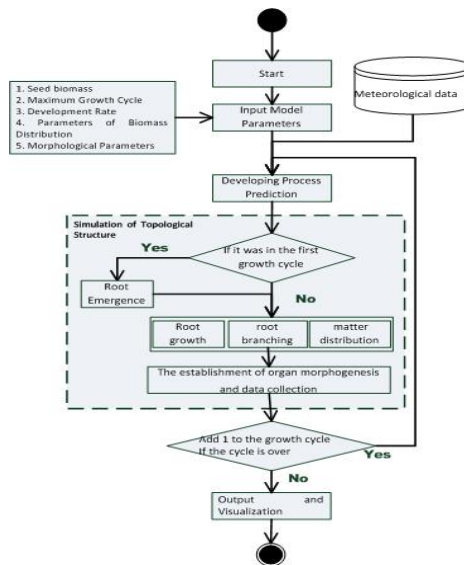 Start
Meteorological data
1. Seed biomass
2. Maximum Growth Cycle
3. Development Rate
4. Parameters of Biomass
Distribution
5. Morphological Parameters
Input Model
Parameters
Developing Process
Prediction
Simulation of Topological
Structure
Yes
If it was in the first
growth cycle
Root
Emergence
No
Root
growth
root
branching
matter
distribution
The establishment of organ morphogenesis
and data collection
Add 1 to the growth cycle
If the cycle is over
Yes
No
Output and
Visualization